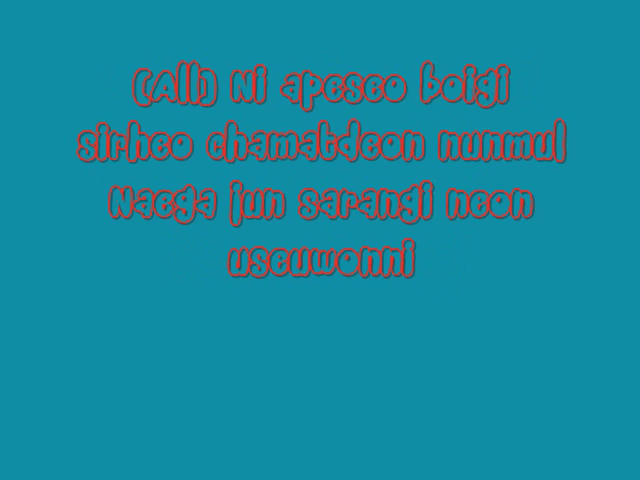 (All) Ni apeseo boigi
sirheo chamatdeon nunmul
Naega jun sarangi neon
useuwonni